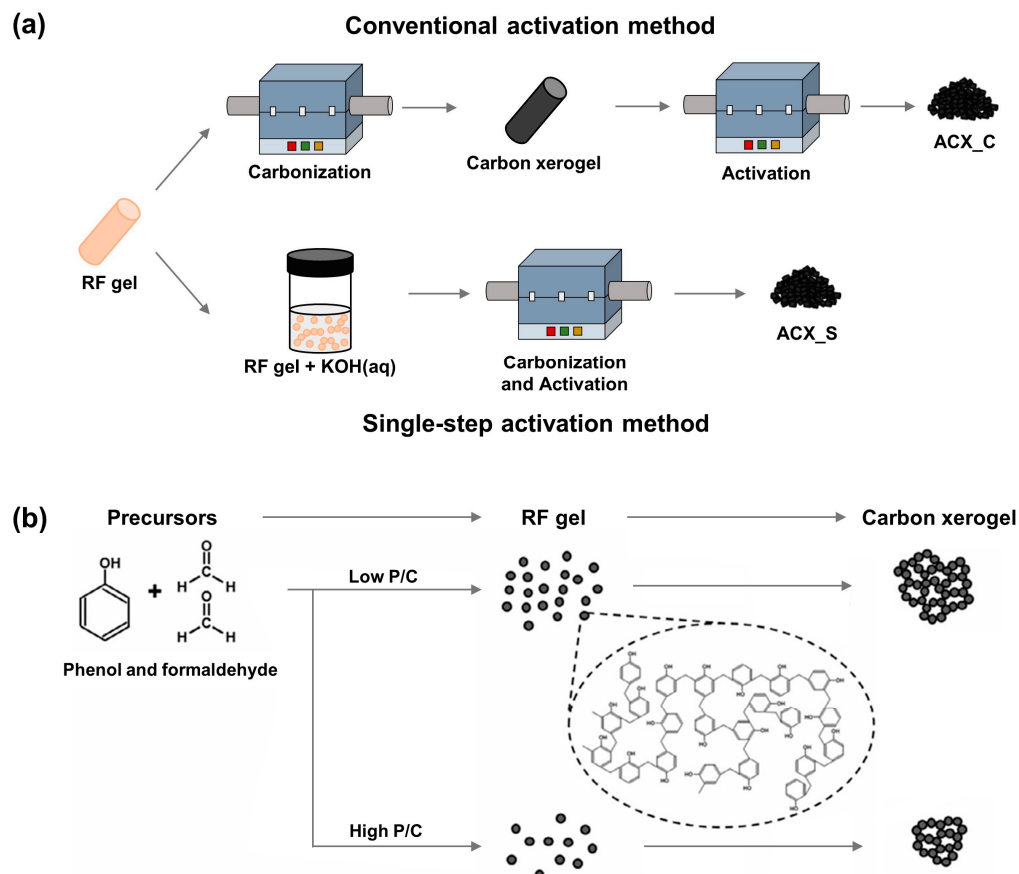 (a)
Conventional activation method
Carbonization
Carbon xerogel
Activation
ACX_C
RF gel
RF gel + KOH(aq)
Carbonization
and Activation
ACX_S
Single-step activation method
(b)
Precursors
RF gel
Carbon xerogel
OH
O
H C H
O
H C H
+
Phenol and formaldehyde
Low P/C
High P/C